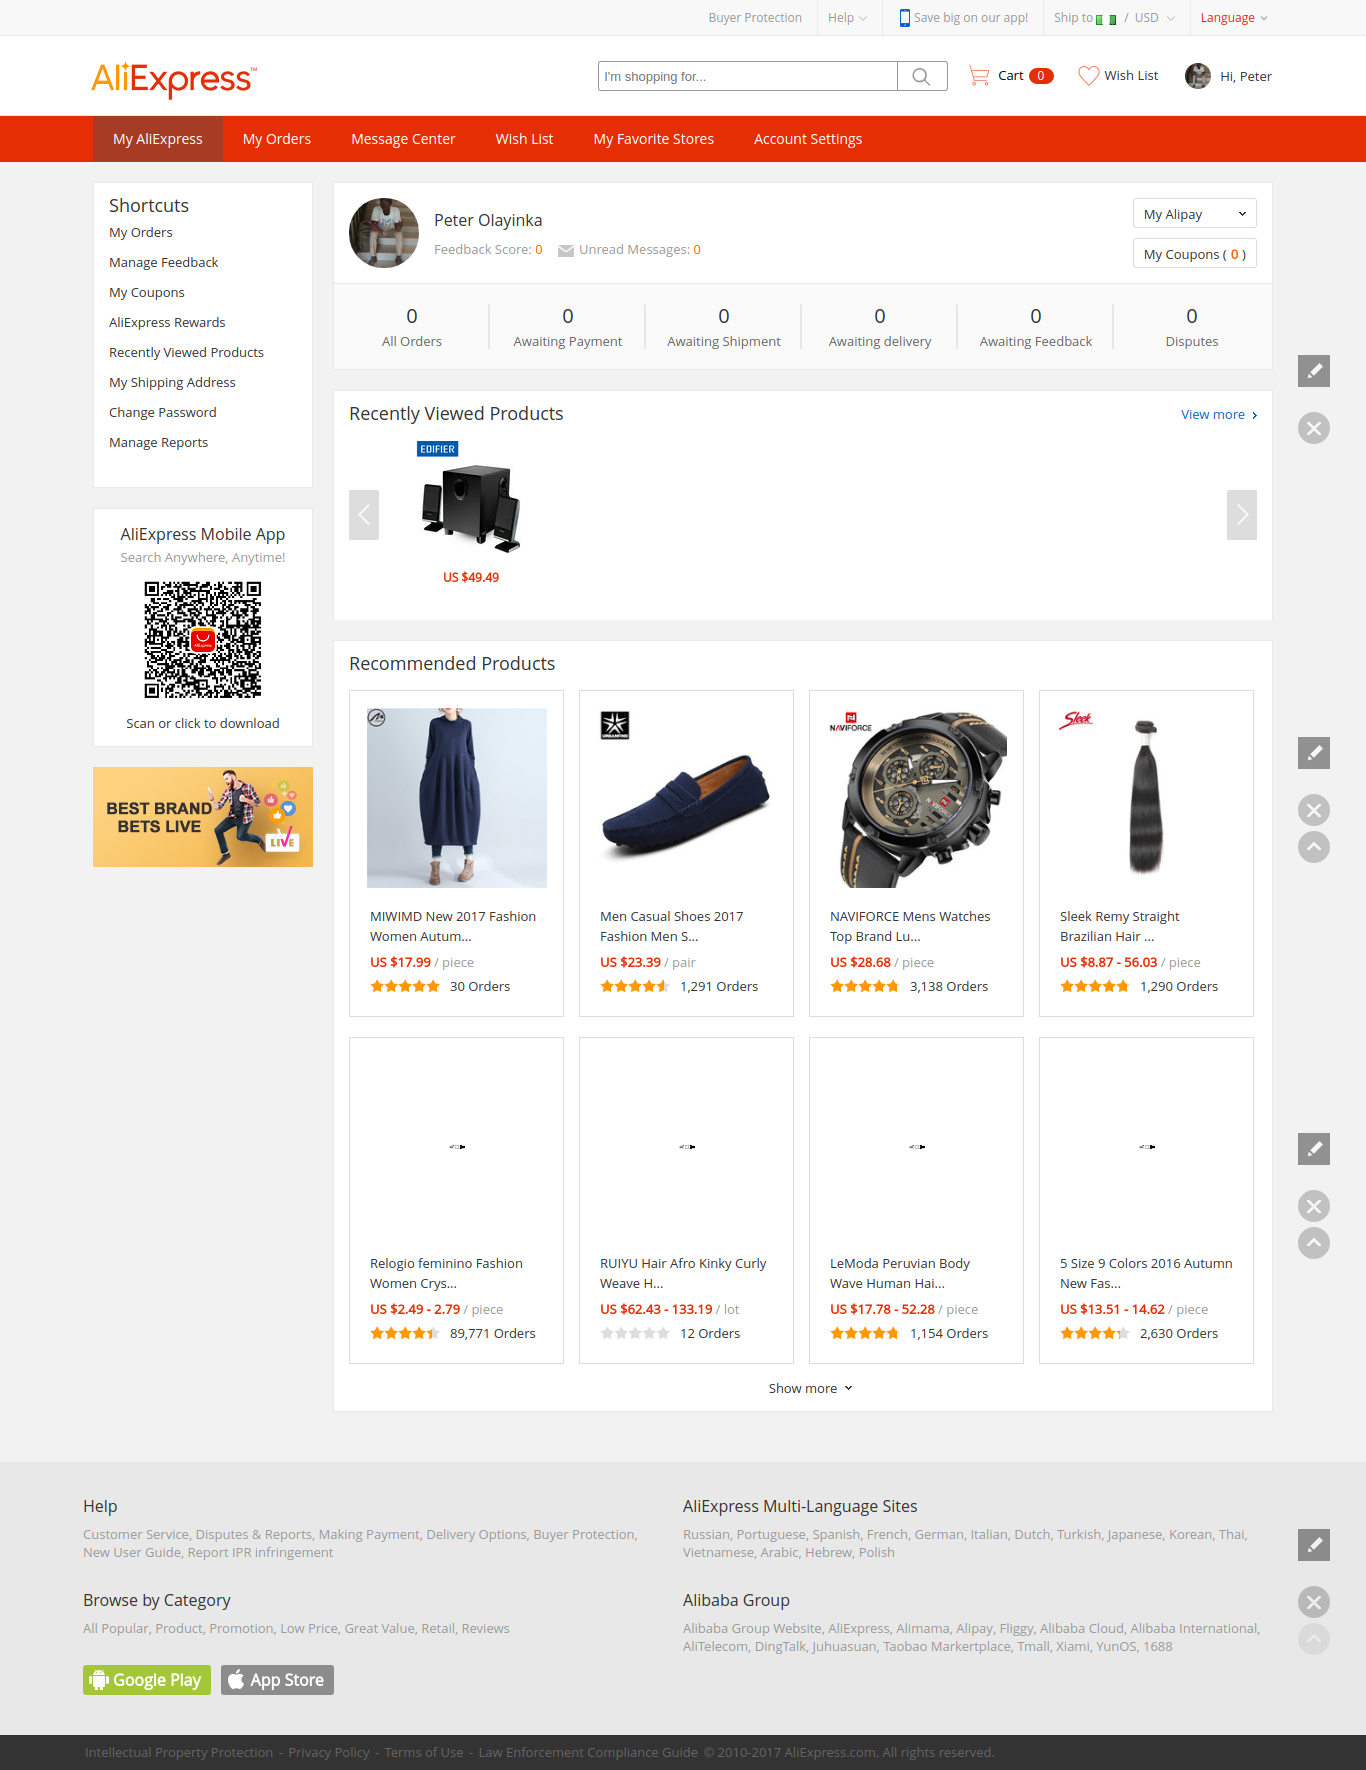 Buyer Protection Help Save big on our app! Ship to / USD Language
AliExpress™ I'm shopping for... Cart 0 Wish List Hi, Peter
My AliExpress My Orders Message Center Wish List My Favorite Stores Account Settings
Shortcuts
My Orders
Manage Feedback
My Coupons
AliExpress Rewards
Recently Viewed Products
My Shipping Address
Change Password
Manage Reports
AliExpress Mobile App
Search Anywhere, Anytime!
AliExpress
Scan or click to download
BEST BRAND
BETS LIVE
LIVE
Peter Olayinka
Feedback Score: 0 Unread Messages: 0
My Alipay
My Coupons ( 0 )
0 0 0 0 0 0
All Orders Awaiting Payment Awaiting Shipment Awaiting delivery Awaiting Feedback Disputes
Recently Viewed Products View more
EDIFIER
US $49.49
Recommended Products
URBANFIND
NAVIFORCE
Sleek
MIWIMD New 2017 Fashion
Women Autum...
US $17.99 / piece
30 Orders
Men Casual Shoes 2017
Fashion Men S...
US $23.39 / pair
1,291 Orders
NAVIFORCE Mens Watches
Top Brand Lu...
US $28.68 / piece
3,138 Orders
Sleek Remy Straight
Brazilian Hair ...
US $8.87 - 56.03 / piece
1,290 Orders
Relogio feminino Fashion
Women Crys...
US $2.49 - 2.79 / piece
89,771 Orders
RUIYU Hair Afro Kinky Curly
Weave H...
US $62.43 - 133.19 / lot
12 Orders
LeModa Peruvian Body
Wave Human Hai...
US $17.78 - 52.28 / piece
1,154 Orders
5 Size 9 Colors 2016 Autumn
New Fas...
US $13.51 - 14.62 / piece
2,630 Orders
Show more
Help
Customer Service, Disputes & Reports, Making Payment, Delivery Options, Buyer Protection,
New User Guide, Report IPR infringement
AliExpress Multi-Language Sites
Russian, Portuguese, Spanish, French, German, Italian, Dutch, Turkish, Japanese, Korean, Thai,
Vietnamese, Arabic, Hebrew, Polish
Browse by Category
All Popular, Product, Promotion, Low Price, Great Value, Retail, Reviews
Alibaba Group
Alibaba Group Website, AliExpress, Alimama, Alipay, Fliggy, Alibaba Cloud, Alibaba International,
AliTelecom, DingTalk, Juhuasuan, Taobao Markertplace, Tmall, Xiami, YunOS, 1688
Google Play App Store
Intellectual Property Protection - Privacy Policy - Terms of Use - Law Enforcement Compliance Guide © 2010-2017 AliExpress.com. All rights reserved.